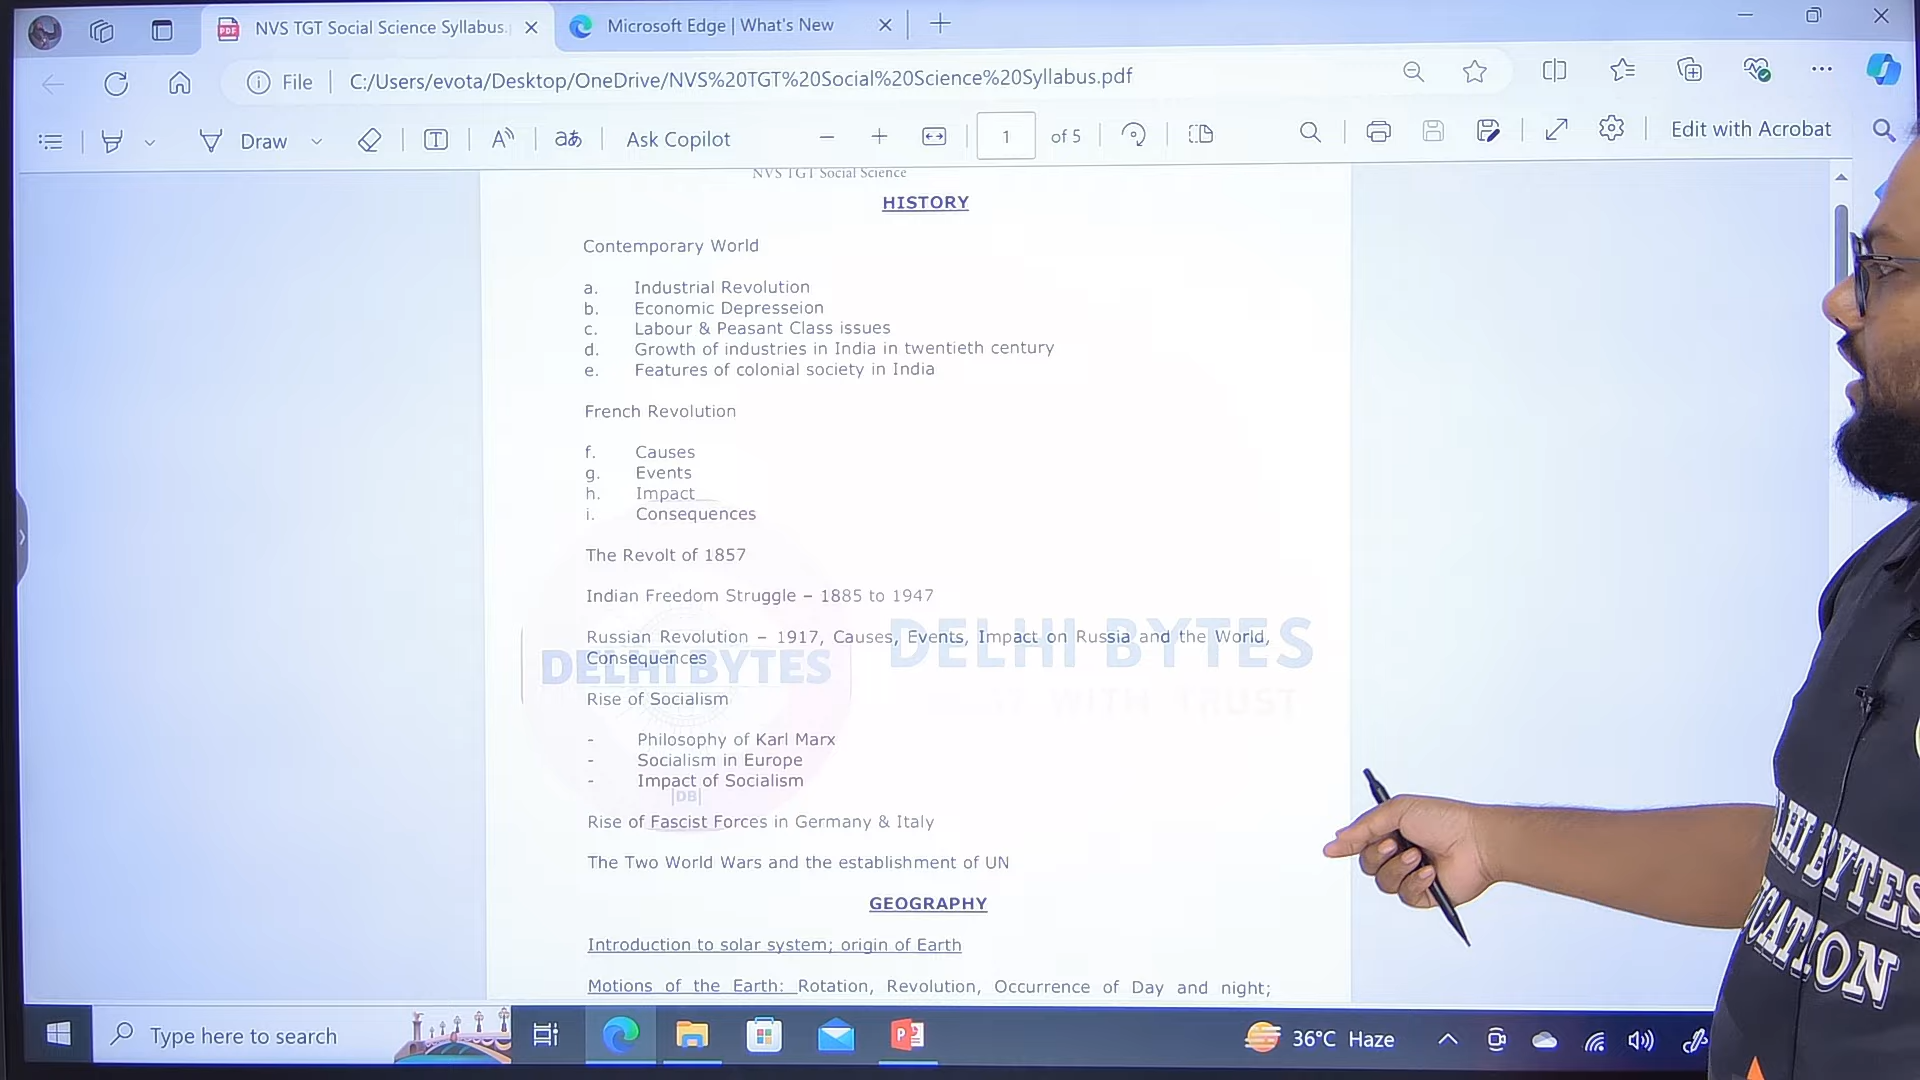 NVS TGT Social Science Syllabus.
Microsoft Edge | What's New
File
C:/Users/evota/Desktop/OneDrive/NVS%20TGT%20Social%20Science%20Syllabus.pdf
Draw
Ask Copilot
1
of 5
Edit with Acrobat
NVS TGT Social Science
HISTORY
Contemporary World
a. Industrial Revolution
b. Economic Depresseion
c. Labour & Peasant Class issues
d. Growth of industries in India in twentieth century
e. Features of colonial society in India
French Revolution
f. Causes
g. Events
h. Impact
i. Consequences
The Revolt of 1857
Indian Freedom Struggle – 1885 to 1947
Russian Revolution – 1917, Causes, Events, Impact on Russia and the World,
Consequences
DELHI BYTES
DELHI BYTES
WITH TRUST
Rise of Socialism
- Philosophy of Karl Marx
- Socialism in Europe
- Impact of Socialism
|DB|
Rise of Fascist Forces in Germany & Italy
The Two World Wars and the establishment of UN
GEOGRAPHY
Introduction to solar system; origin of Earth
Motions of the Earth: Rotation, Revolution, Occurrence of Day and night;
Type here to search
36°C Haze
BYTES